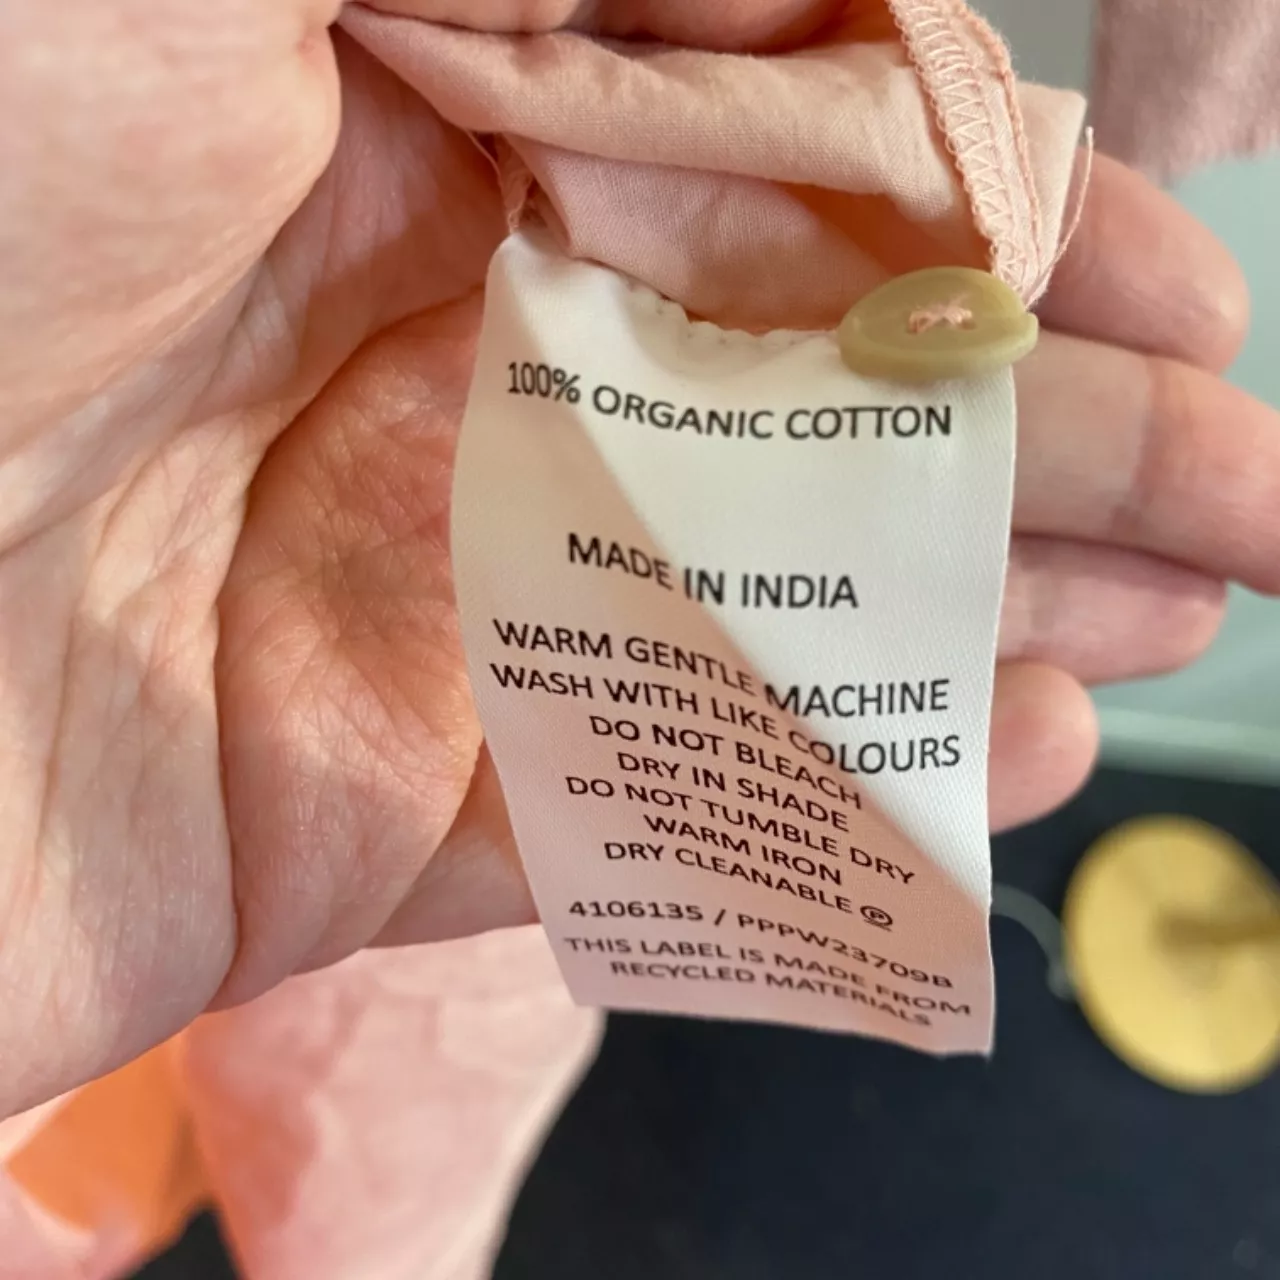 100% ORGANIC COTTON
MADE IN INDIA
WARM GENTLE MACHINE
WASH WITH LIKE COLOURS
DO NOT BLEACH
DRY IN SHADE
DO NOT TUMBLE DRY
WARM IRON
DRY CLEANABLE Ⓟ
4106135 / PPPW23709B
THIS LABEL IS MADE FROM
RECYCLED MATERIALS